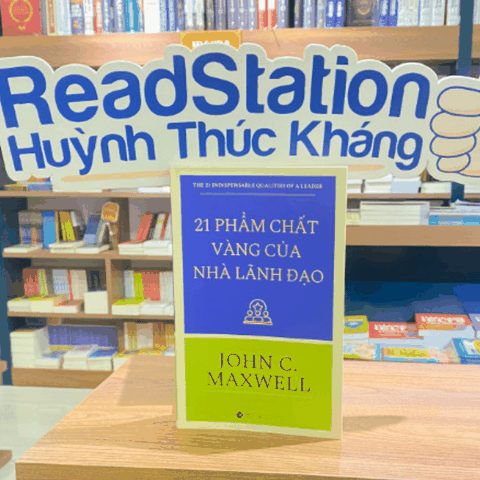 ReadStation
Huỳnh Thúc Kháng
THE 21 INDISPENSABLE QUALITIES OF A LEADER
21 PHẨM CHẤT
VÀNG CỦA
NHÀ LÃNH ĐẠO
JOHN C.
MAXWELL